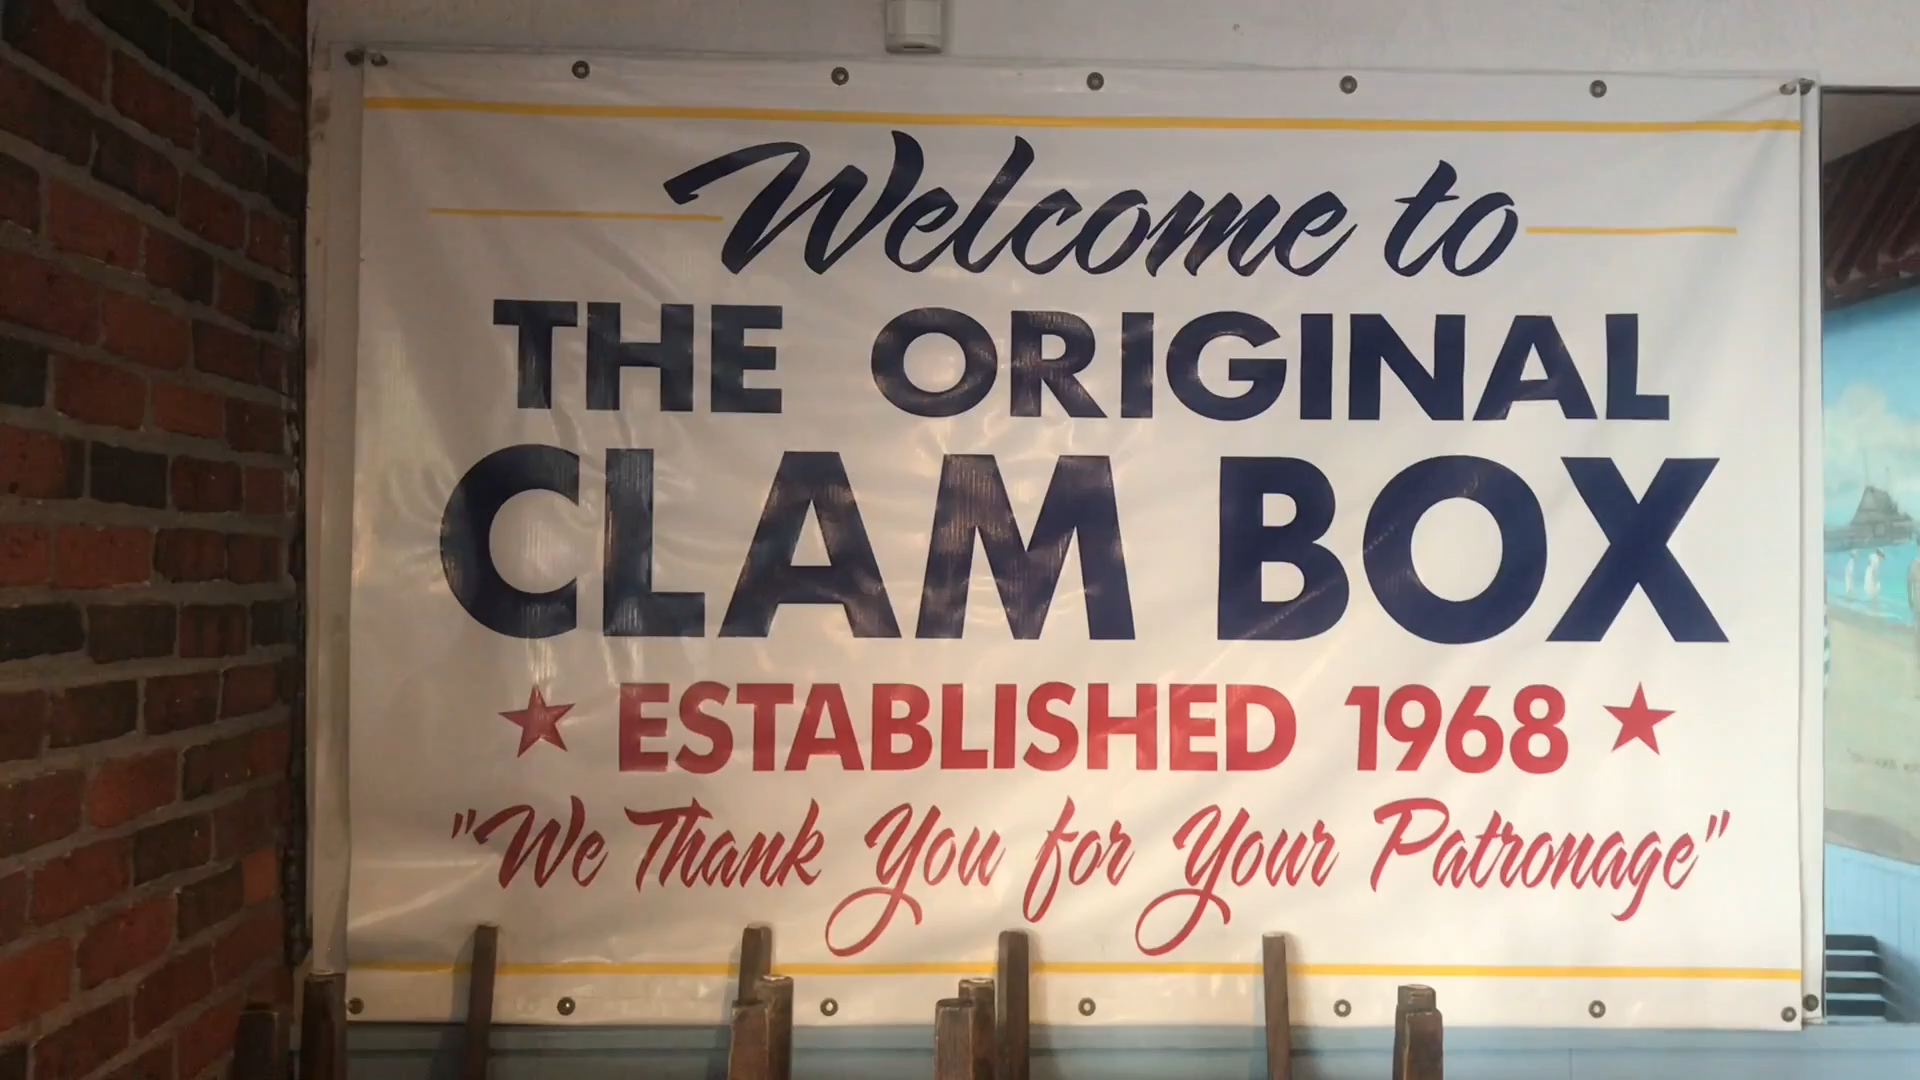 Welcome to
THE ORIGINAL
CLAM BOX
★ ESTABLISHED 1968 ★
"We Thank You for Your Patronage"